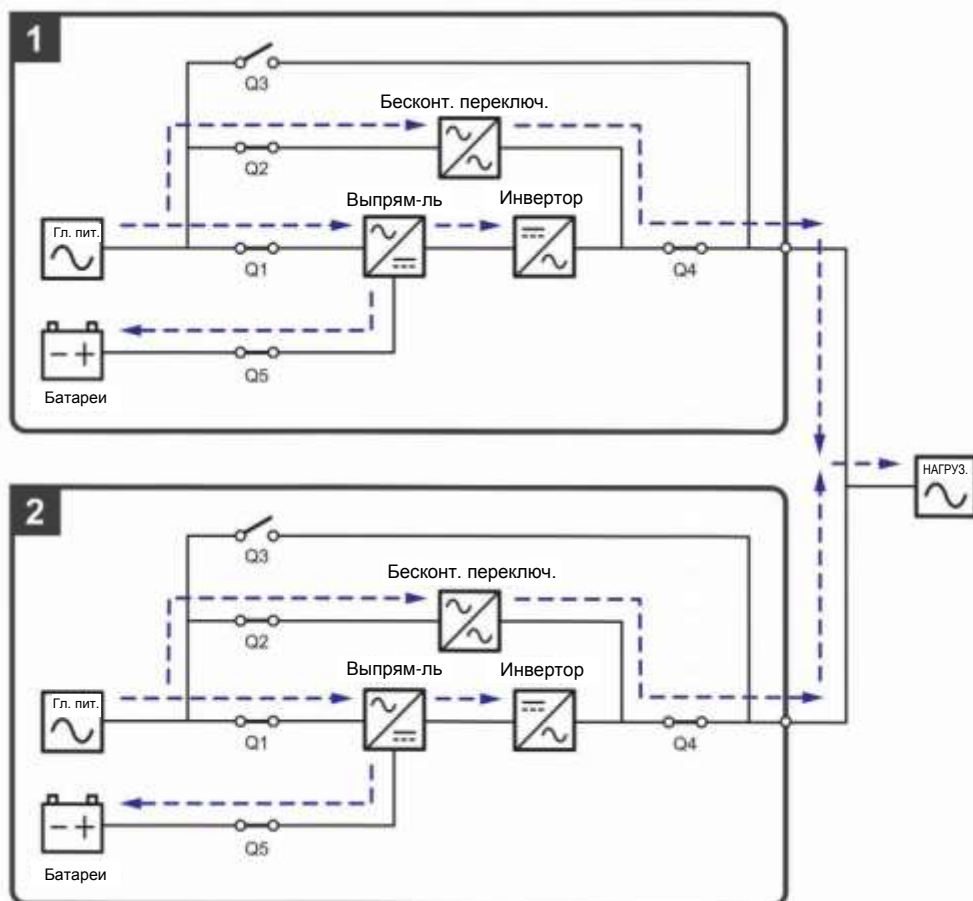 1
Q3
Бесконт. переключ.
Q2
Выпрям-ль
Инвертор
Гл. пит.
Q1
Q4
Q5
Батареи
НАГРУЗ.
2
Q3
Бесконт. переключ.
Q2
Выпрям-ль
Инвертор
Гл. пит.
Q1
Q4
Q5
Батареи